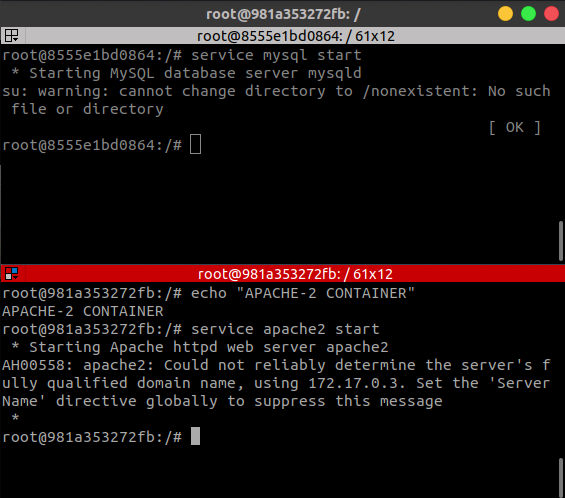 root@981a353272fb: /
root@8555e1bd0864: / 61x12
root@8555e1bd0864:/# service mysql start
 * Starting MySQL database server mysqld
su: warning: cannot change directory to /nonexistent: No such
 file or directory
[ OK ]
root@8555e1bd0864:/#
root@981a353272fb: / 61x12
root@981a353272fb:/# echo "APACHE-2 CONTAINER"
APACHE-2 CONTAINER
root@981a353272fb:/# service apache2 start
 * Starting Apache httpd web server apache2
AH00558: apache2: Could not reliably determine the server's f
ully qualified domain name, using 172.17.0.3. Set the 'Server
Name' directive globally to suppress this message
 *
root@981a353272fb:/#